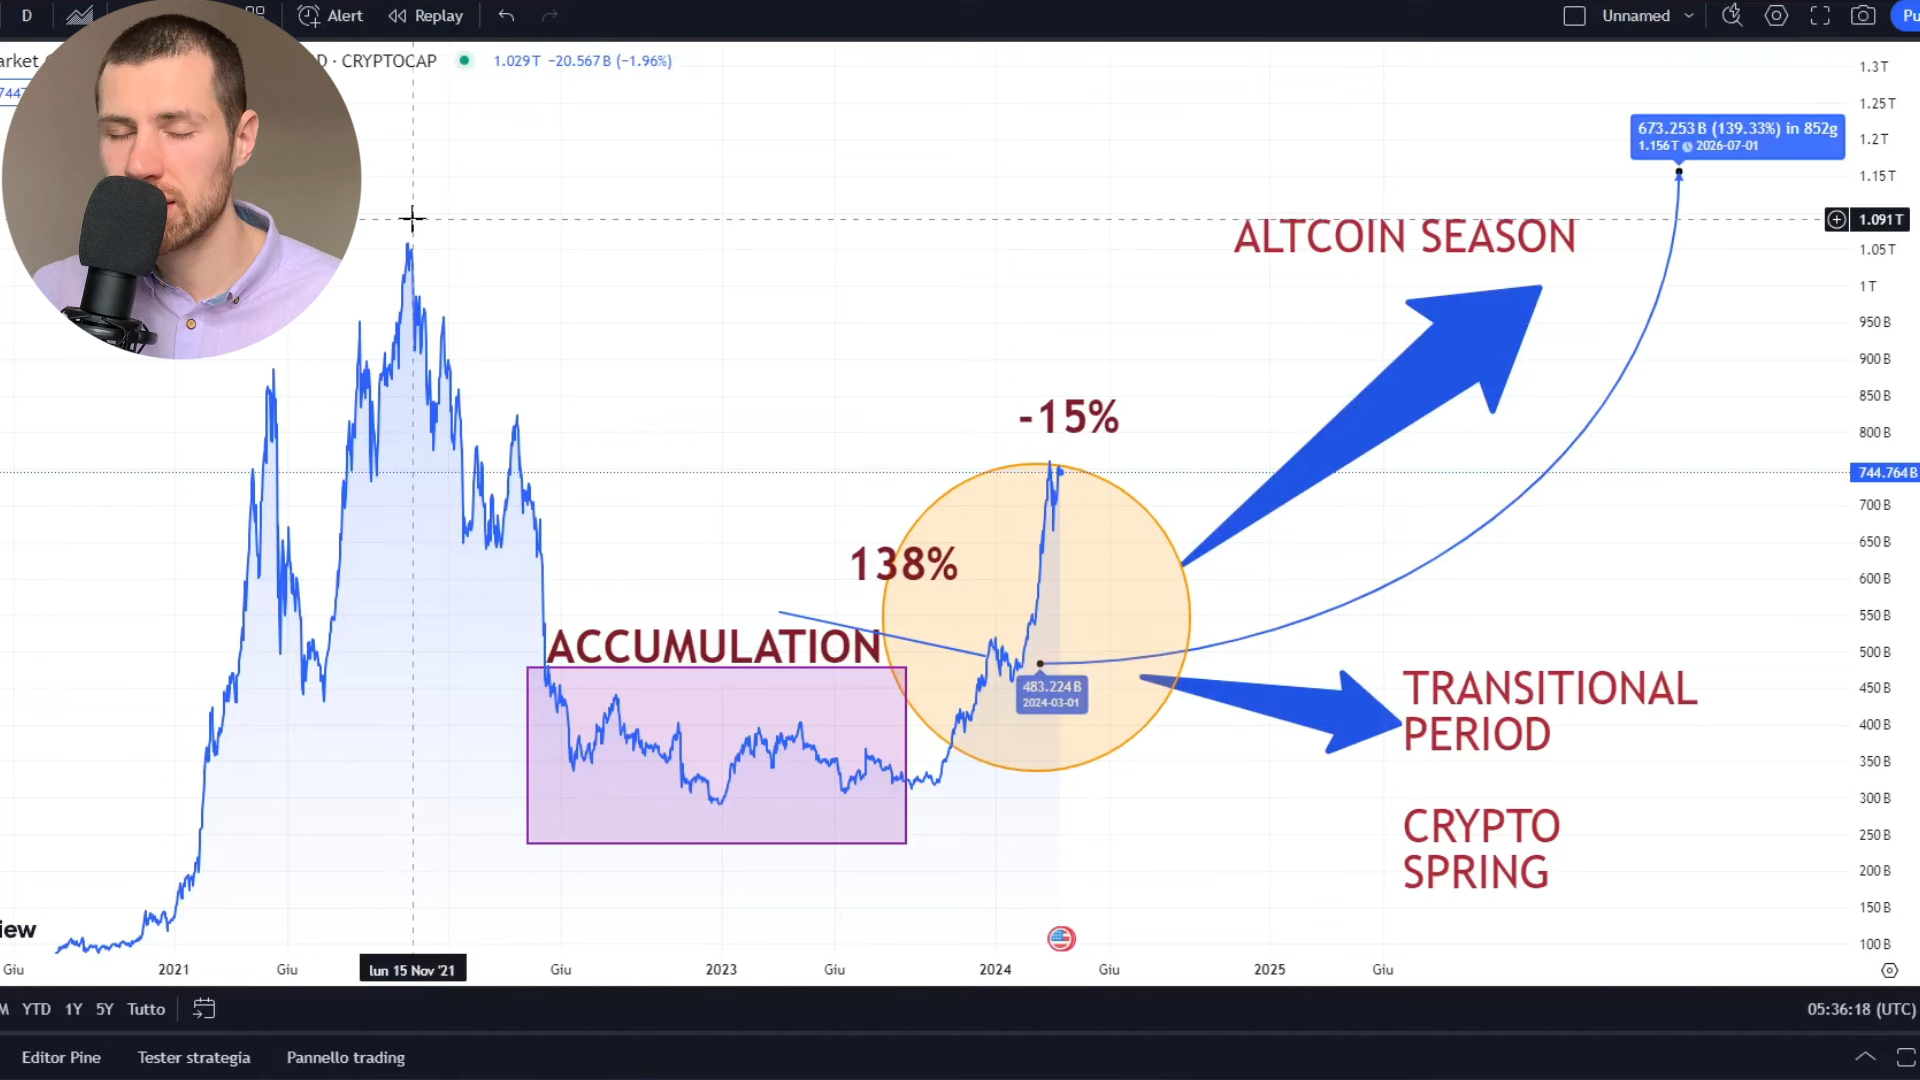 D Alert Replay Unnamed Pu
arket D · CRYPTOCAP 1.029 T −20.567 B (−1.96%)
7447
1.3 T
1.25 T
1.2 T
1.15 T
1.091 T
1.05 T
1 T
950 B
900 B
850 B
800 B
744.764 B
700 B
650 B
600 B
550 B
500 B
450 B
400 B
350 B
300 B
250 B
200 B
150 B
100 B
673.253 B (139.33%) in 852g
1.156 T 2026-07-01
ALTCOIN SEASON
-15%
138%
ACCUMULATION
483.224 B
2024-03-01
TRANSITIONAL
PERIOD
CRYPTO
SPRING
iew
Giu 2021 Giu lun 15 Nov '21 Giu 2023 Giu 2024 Giu 2025 Giu
M YTD 1Y 5Y Tutto 05:36:18 (UTC)
Editor Pine Tester strategia Pannello trading